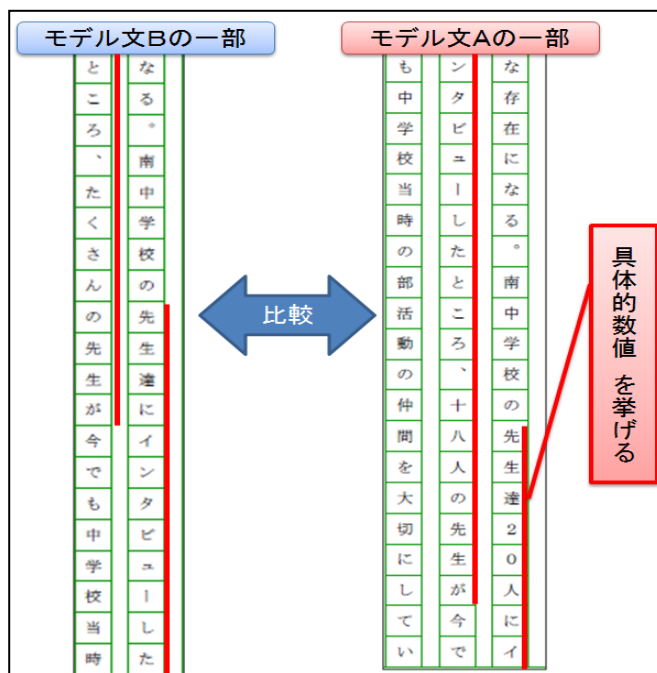 モデル文Bの一部
モデル文Aの一部
な存在になる。南中学校の先生達20人にイ
ンタビューしたところ、十八人の先生が今で
も中学校当時の部活動の仲間を大切にしてい
具体的数値 を挙げる
比較
なる。南中学校の先生達にインタビューした
ところ、たくさんの先生が今でも中学校当時